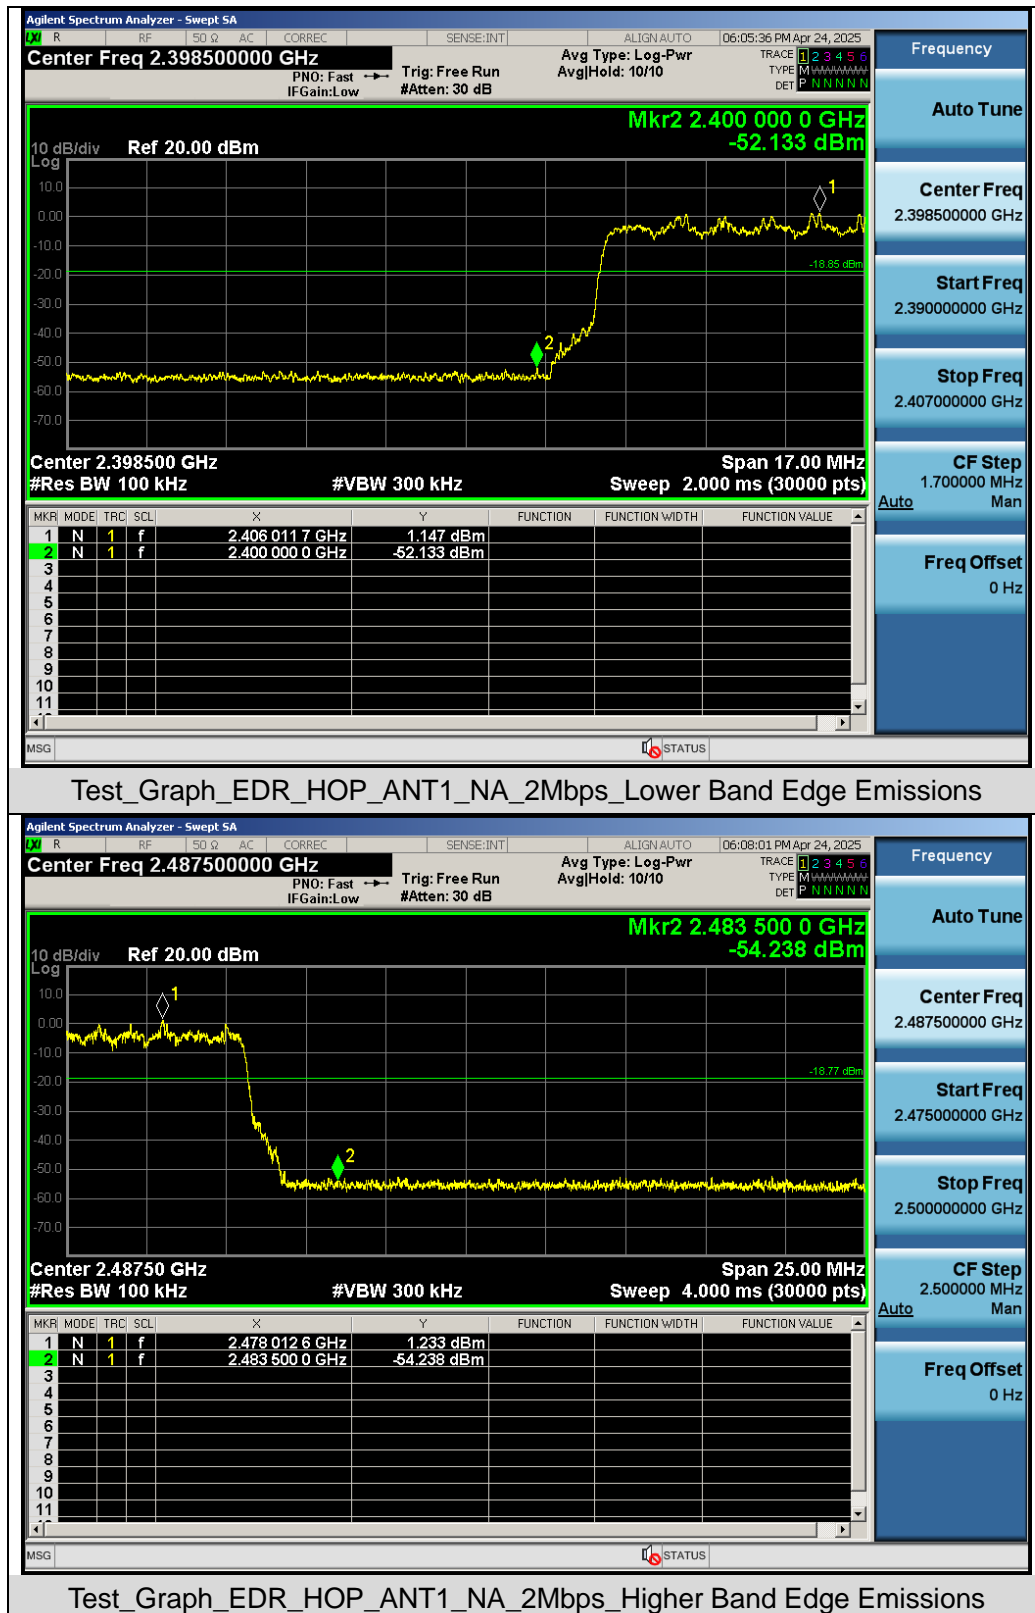 Agilent Spectrum Analyzer - Swept SA
LXI R RF 50 Ω AC CORREC SENSE:INT ALIGN AUTO 06:05:36 PM Apr 24, 2025
Center Freq 2.398500000 GHz
PNO: Fast
IFGain:Low
Trig: Free Run
#Atten: 30 dB
Avg Type: Log-Pwr
Avg|Hold: 10/10
TRACE 1 2 3 4 5 6
TYPE M
DET P N N N N N
Mkr2 2.400 000 0 GHz
-52.133 dBm
10 dB/div Ref 20.00 dBm
Log
10.0
0.00
-10.0
-20.0
-30.0
-40.0
-50.0
-60.0
-70.0
1
-18.85 dBm
2
Center 2.398500 GHz Span 17.00 MHz
#Res BW 100 kHz #VBW 300 kHz Sweep 2.000 ms (30000 pts)
MKR MODE TRC SCL X Y FUNCTION FUNCTION WIDTH FUNCTION VALUE
1 N 1 f 2.406 011 7 GHz 1.147 dBm
2 N 1 f 2.400 000 0 GHz -52.133 dBm
3
4
5
6
7
8
9
10
11
MSG STATUS
Frequency
Auto Tune
Center Freq
2.398500000 GHz
Start Freq
2.390000000 GHz
Stop Freq
2.407000000 GHz
CF Step
1.700000 MHz
Auto Man
Freq Offset
0 Hz
Test_Graph_EDR_HOP_ANT1_NA_2Mbps_Lower Band Edge Emissions
Agilent Spectrum Analyzer - Swept SA
LXI R RF 50 Ω AC CORREC SENSE:INT ALIGN AUTO 06:08:01 PM Apr 24, 2025
Center Freq 2.487500000 GHz
PNO: Fast
IFGain:Low
Trig: Free Run
#Atten: 30 dB
Avg Type: Log-Pwr
Avg|Hold: 10/10
TRACE 1 2 3 4 5 6
TYPE M
DET P N N N N N
Mkr2 2.483 500 0 GHz
-54.238 dBm
10 dB/div Ref 20.00 dBm
Log
10.0
0.00
-10.0
-20.0
-30.0
-40.0
-50.0
-60.0
-70.0
1
-18.77 dBm
2
Center 2.48750 GHz Span 25.00 MHz
#Res BW 100 kHz #VBW 300 kHz Sweep 4.000 ms (30000 pts)
MKR MODE TRC SCL X Y FUNCTION FUNCTION WIDTH FUNCTION VALUE
1 N 1 f 2.478 012 6 GHz 1.233 dBm
2 N 1 f 2.483 500 0 GHz -54.238 dBm
3
4
5
6
7
8
9
10
11
MSG STATUS
Frequency
Auto Tune
Center Freq
2.487500000 GHz
Start Freq
2.475000000 GHz
Stop Freq
2.500000000 GHz
CF Step
2.500000 MHz
Auto Man
Freq Offset
0 Hz
Test_Graph_EDR_HOP_ANT1_NA_2Mbps_Higher Band Edge Emissions